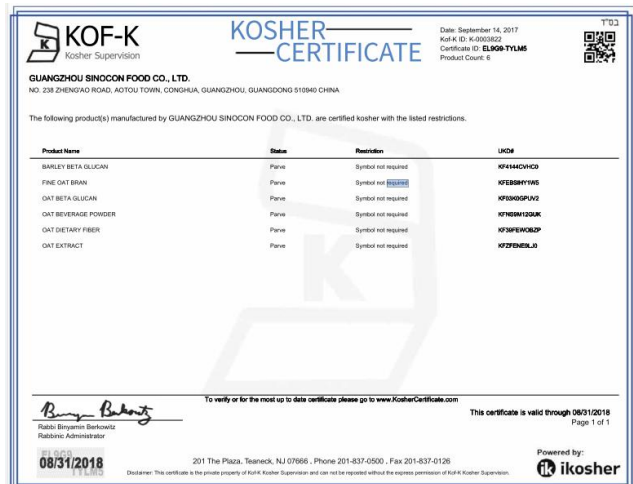 KOF-K
Kosher Supervision
KOSHER
CERTIFICATE
Date: September 14, 2017
Kof-K ID: K-0003822
Certificate ID: EL9G9-TYLM5
Product Count: 6
בס"ד
GUANGZHOU SINOCON FOOD CO., LTD.
NO. 238 ZHENG'AO ROAD, AOTOU TOWN, CONGHUA, GUANGZHOU, GUANGDONG 510940 CHINA
The following product(s) manufactured by GUANGZHOU SINOCON FOOD CO., LTD. are certified kosher with the listed restrictions.
Product Name Status Restriction UKD#
BARLEY BETA GLUCAN Parve Symbol not required KF4144CVHC0
FINE OAT BRAN Parve Symbol not required KFEBSIHY1W5
OAT BETA GLUCAN Parve Symbol not required KF03K0GPUV2
OAT BEVERAGE POWDER Parve Symbol not required KFNG9M12GUK
OAT DIETARY FIBER Parve Symbol not required KF39FEWOBZP
OAT EXTRACT Parve Symbol not required KFZFENE9LJ0
To verify or for the most up to date certificate please go to www.KosherCertificate.com
This certificate is valid through 08/31/2018
Page 1 of 1
Rabbi Binyamin Berkowitz
Rabbinic Administrator
EL9G9
08/31/2018
TYLM5
201 The Plaza, Teaneck, NJ 07666 . Phone 201-837-0500 . Fax 201-837-0126
Disclaimer: This certificate is the private property of Kof-K Kosher Supervision and can not be reposted without the express permission of Kof-K Kosher Supervision.
Powered by:
ik ikosher